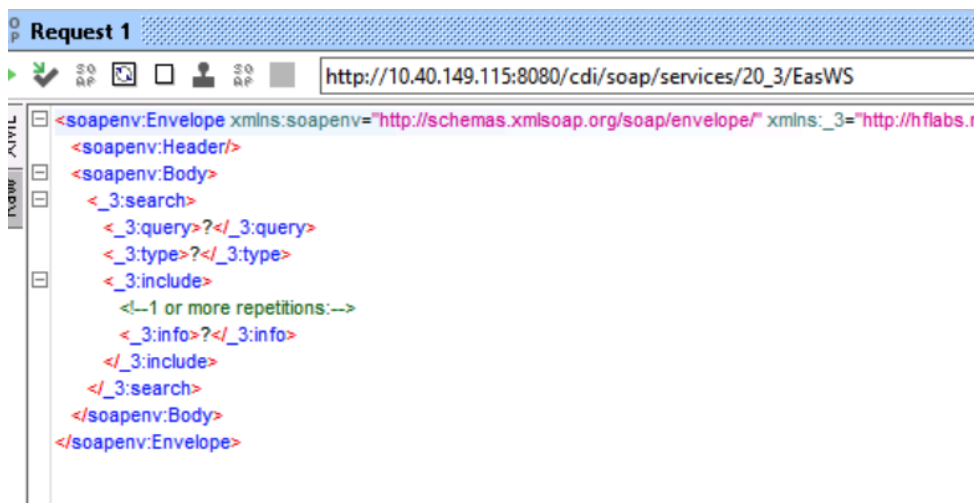 Request 1
http://10.40.149.115:8080/cdi/soap/services/20_3/EasWS
<soapenv:Envelope xmlns:soapenv="http://schemas.xmlsoap.org/soap/envelope/" xmlns:_3="http://hflabs.r
<soapenv:Header/>
<soapenv:Body>
<_3:search>
<_3:query>?</_3:query>
<_3:type>?</_3:type>
<_3:include>
<!--1 or more repetitions:-->
<_3:info>?</_3:info>
</_3:include>
</_3:search>
</soapenv:Body>
</soapenv:Envelope>